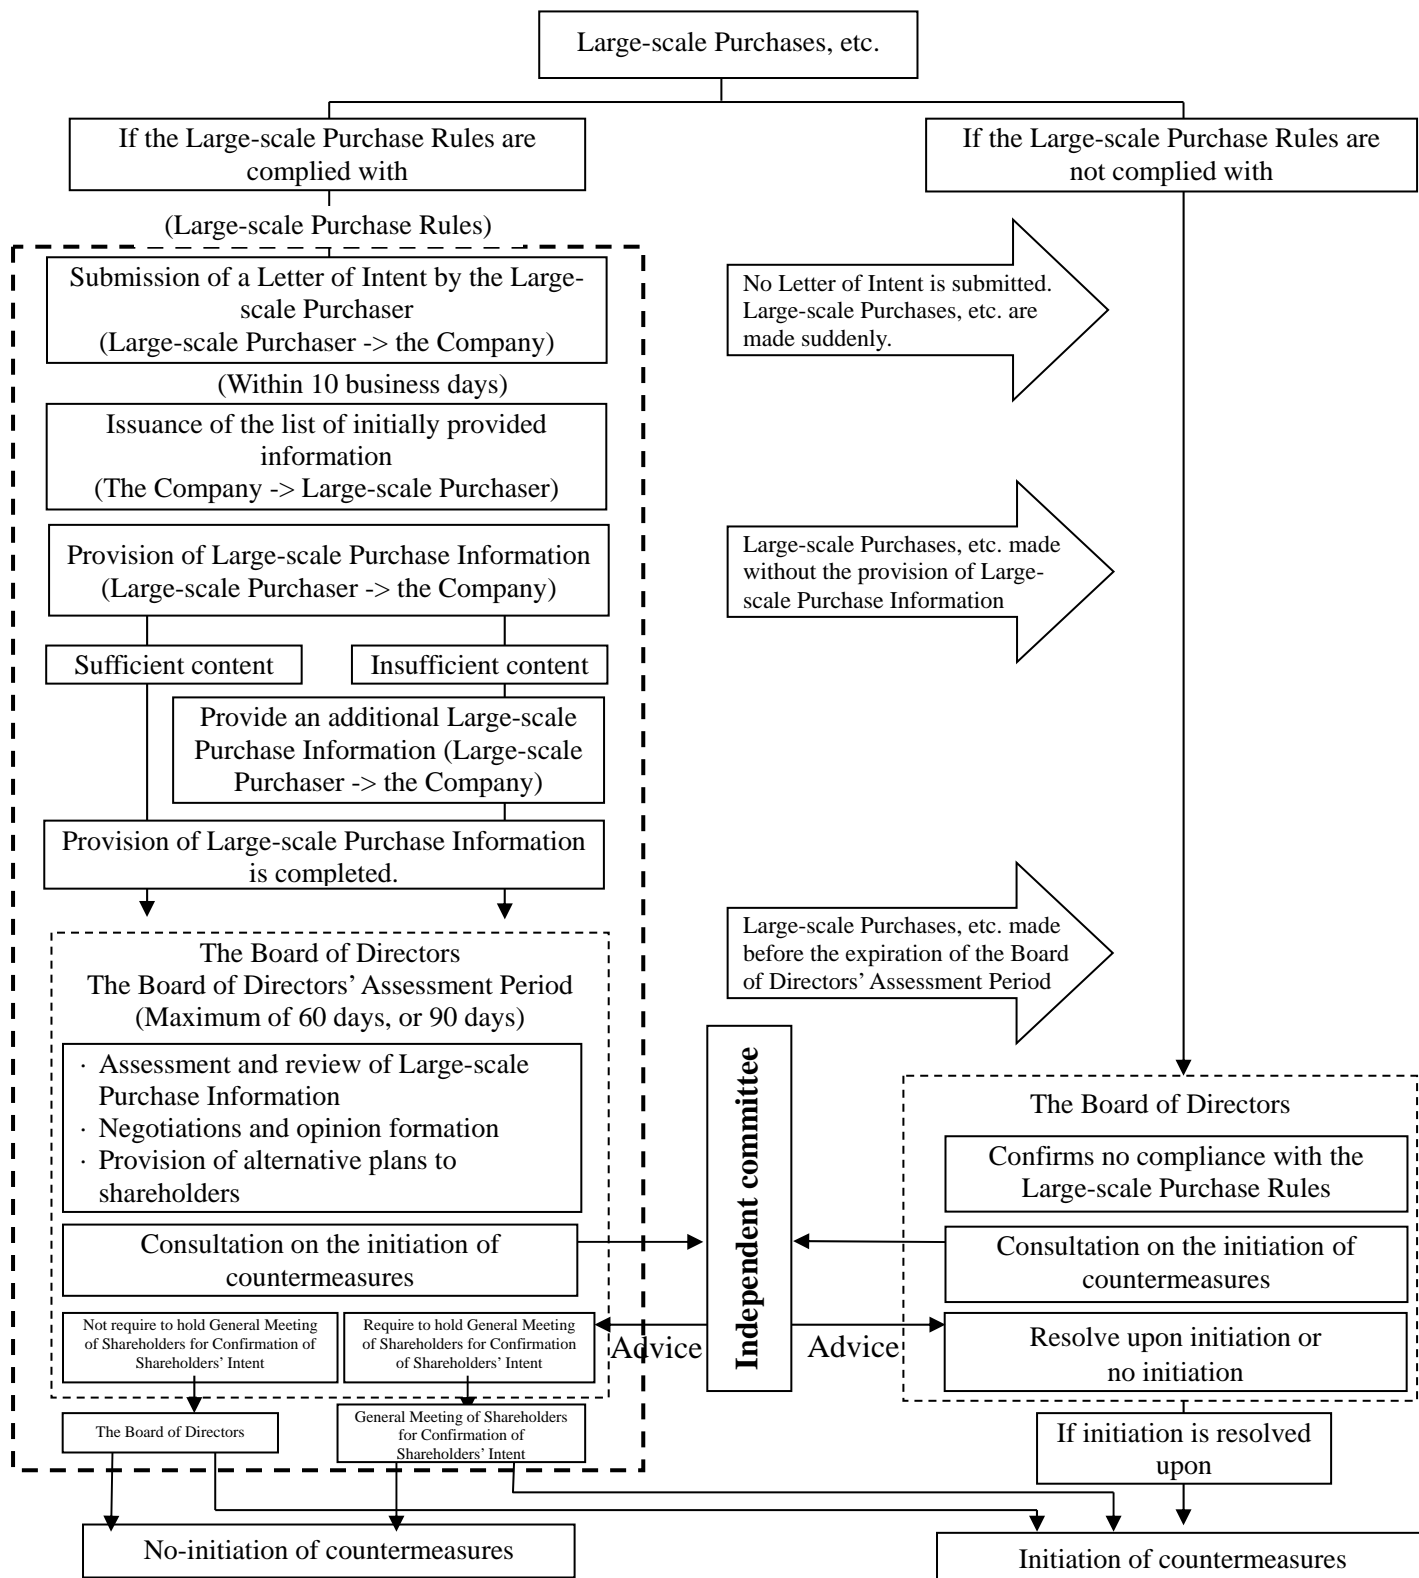 Large-scale Purchases, etc.
If the Large-scale Purchase Rules are
complied with
If the Large-scale Purchase Rules are
not complied with
(Large-scale Purchase Rules)
Submission of a Letter of Intent by the Large-
scale Purchaser
(Large-scale Purchaser -> the Company)
No Letter of Intent is submitted.
Large-scale Purchases, etc. are
made suddenly.
(Within 10 business days)
Issuance of the list of initially provided
information
(The Company -> Large-scale Purchaser)
Provision of Large-scale Purchase Information
(Large-scale Purchaser -> the Company)
Large-scale Purchases, etc. made
without the provision of Large-
scale Purchase Information
Sufficient content
Insufficient content
Provide an additional Large-scale
Purchase Information (Large-scale
Purchaser -> the Company)
Provision of Large-scale Purchase Information
is completed.
Large-scale Purchases, etc. made
before the expiration of the Board
of Directors’ Assessment Period
The Board of Directors
The Board of Directors’ Assessment Period
(Maximum of 60 days, or 90 days)
· Assessment and review of Large-scale
Purchase Information
· Negotiations and opinion formation
· Provision of alternative plans to
shareholders
Consultation on the initiation of
countermeasures
Not require to hold General Meeting
of Shareholders for Confirmation of
Shareholders’ Intent
Require to hold General Meeting
of Shareholders for Confirmation
of Shareholders’ Intent
Advice
Independent committee
Advice
The Board of Directors
Confirms no compliance with the
Large-scale Purchase Rules
Consultation on the initiation of
countermeasures
Resolve upon initiation or
no initiation
The Board of Directors
General Meeting of Shareholders
for Confirmation of
Shareholders’ Intent
If initiation is resolved
upon
No-initiation of countermeasures
Initiation of countermeasures